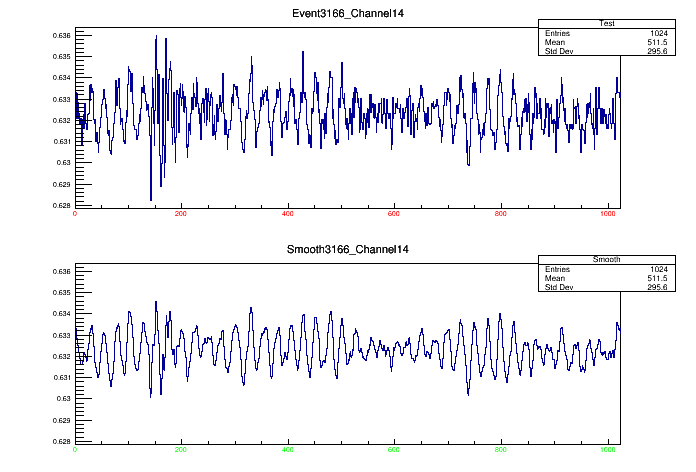 Event3166_Channel14
Test
Entries 1024
Mean 511.5
Std Dev 295.6
0.636
0.635
0.634
0.633
0.632
0.631
0.63
0.629
0.628
0 200 400 600 800 1000
Smooth3166_Channel14
Smooth
Entries 1024
Mean 511.5
Std Dev 295.6
0.636
0.635
0.634
0.633
0.632
0.631
0.63
0.629
0.628
0 200 400 600 800 1000